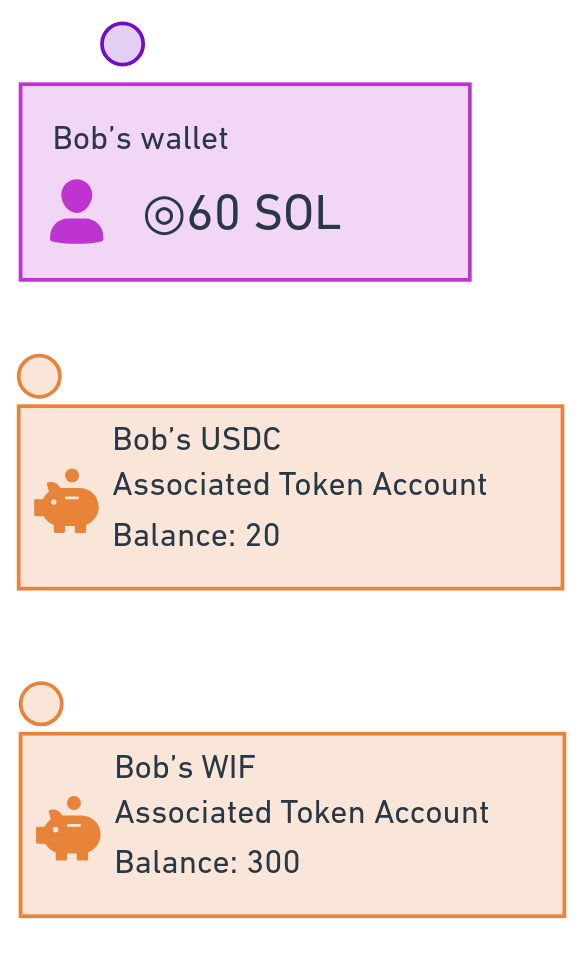 Bob’s wallet
◎60 SOL
Bob’s USDC
Associated Token Account
Balance: 20
Bob’s WIF
Associated Token Account
Balance: 300